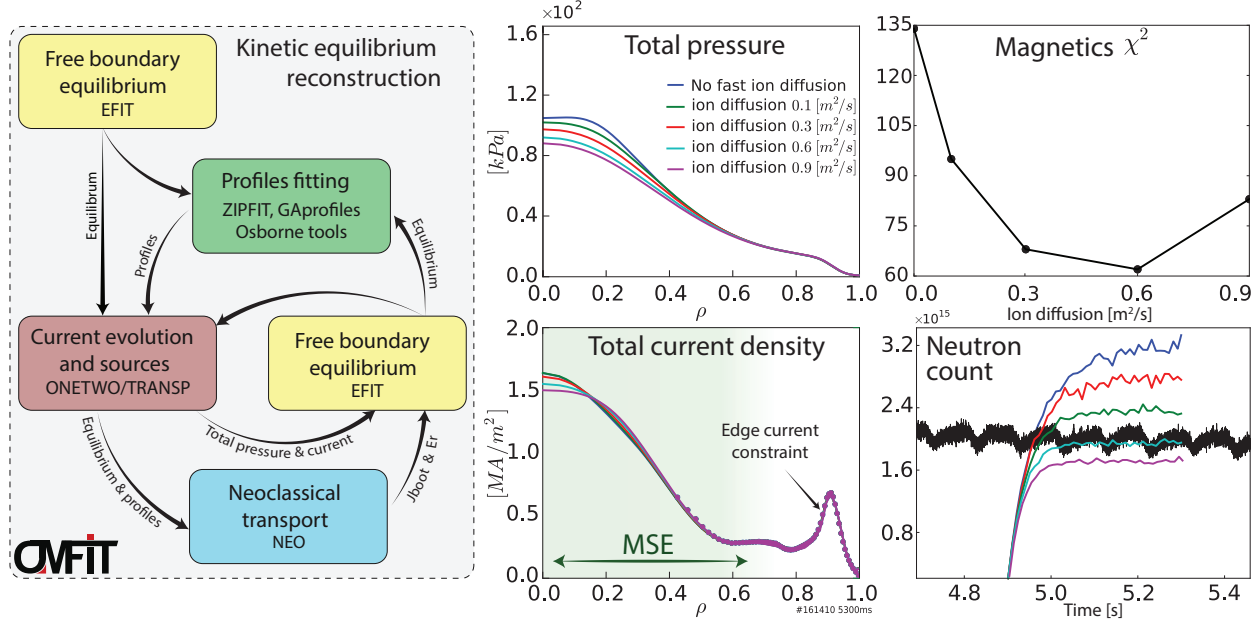 Kinetic equilibrium
reconstruction
Free boundary
equilibrium
EFIT
Profiles fitting
ZIPFIT, GAprofiles
Osborne tools
Equilibrum
Profiles
Equilibrium
Current evolution
and sources
ONETWO/TRANSP
Free boundary
equilibrium
EFIT
Total pressure & current
Equilibrium & profiles
Jboot & Er
Neoclassical
transport
NEO
OMFIT
×10²
Total pressure
No fast ion diffusion
ion diffusion 0.1 [m²/s]
ion diffusion 0.3 [m²/s]
ion diffusion 0.6 [m²/s]
ion diffusion 0.9 [m²/s]
[kPa]
1.6
1.2
0.8
0.4
0.0
0.0 0.2 0.4 0.6 0.8 1.0
ρ
Magnetics χ²
135
120
105
90
75
60
0.0 0.3 0.6 0.9
Ion diffusion [m²/s]
Total current density
[MA/m²]
2.0
1.5
1.0
0.5
0.0
Edge current
constraint
MSE
0.0 0.2 0.4 0.6 0.8 1.0
ρ
#161410 5300ms
×10¹⁵
Neutron
count
3.2
2.4
1.6
0.8
4.8 5.0 5.2 5.4
Time [s]